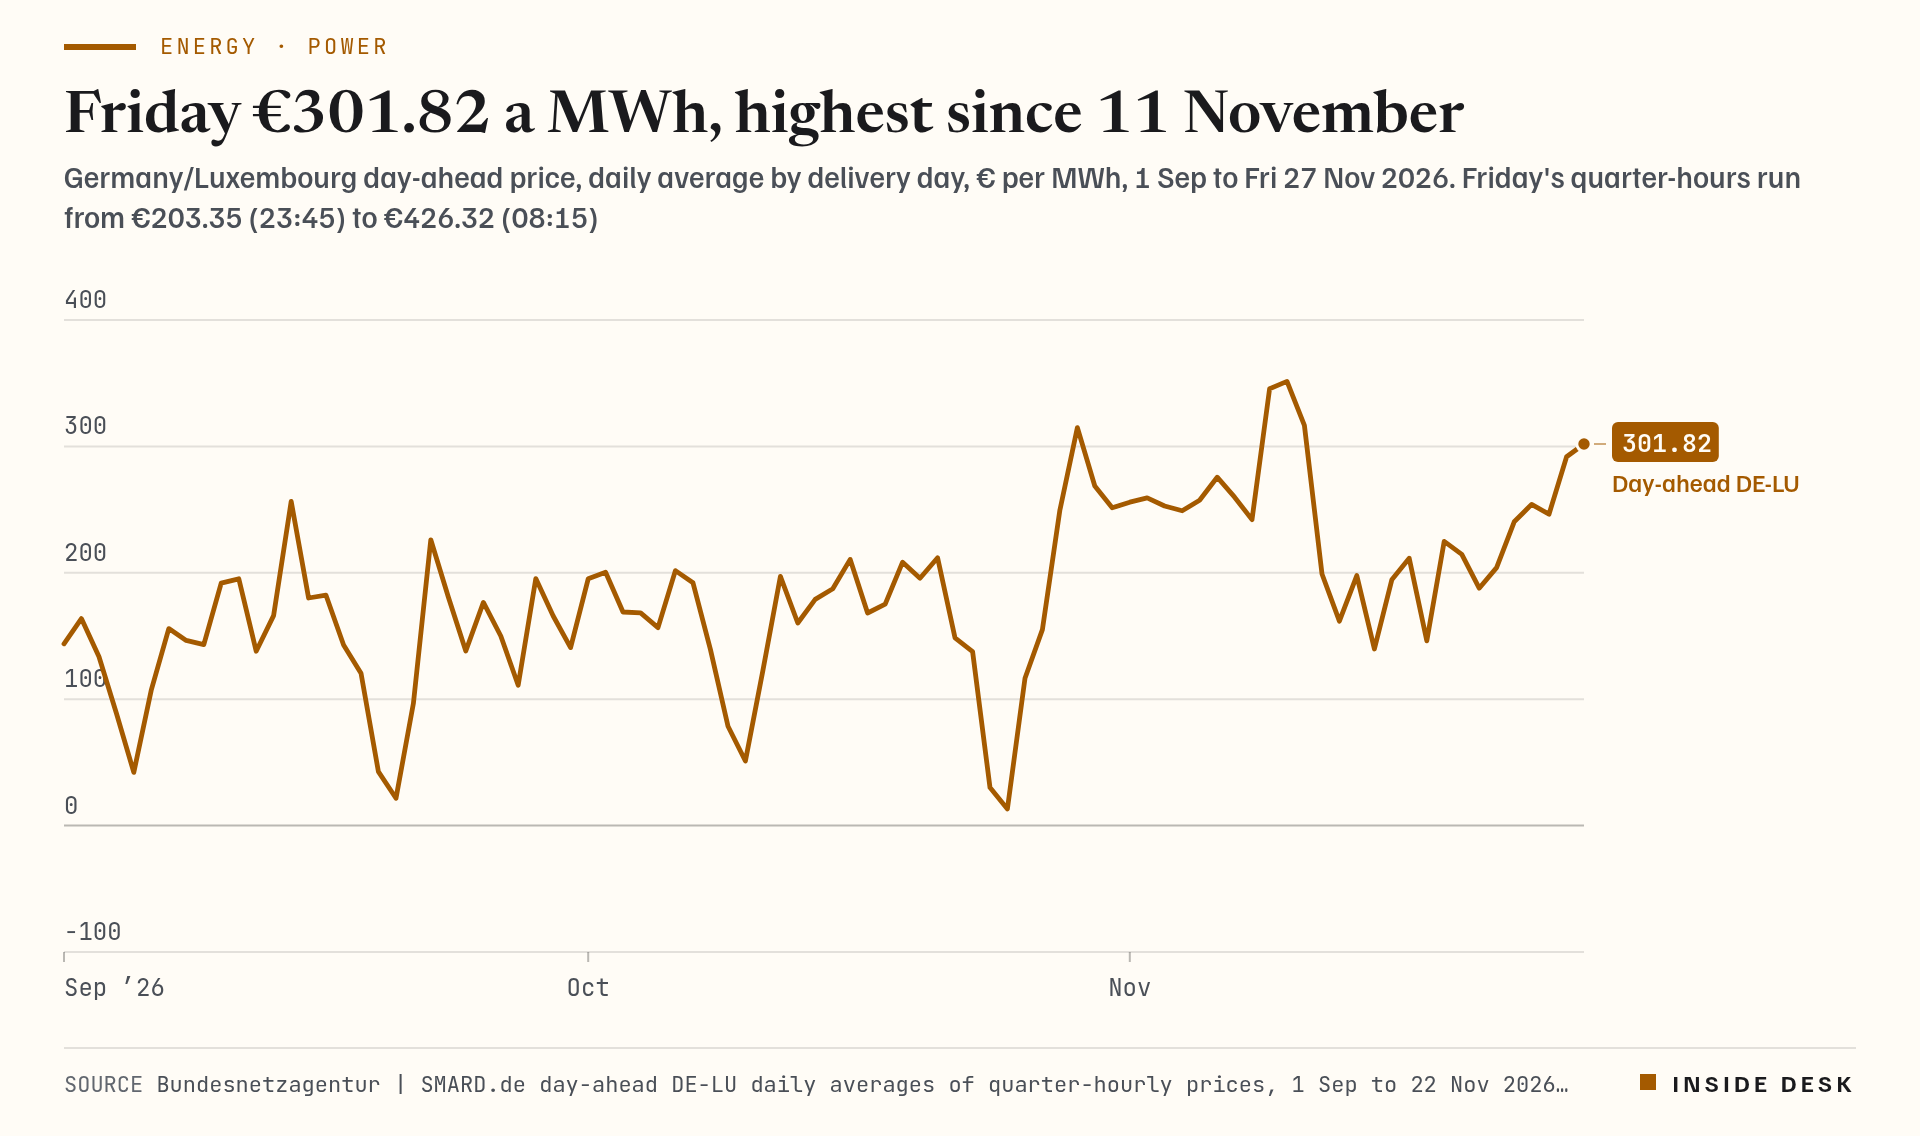 ENERGY · POWER
Friday €301.82 a MWh, highest since 11 November
Germany/Luxembourg day-ahead price, daily average by delivery day, € per MWh, 1 Sep to Fri 27 Nov 2026. Friday's quarter-hours run
from €203.35 (23:45) to €426.32 (08:15)
400
300
301.82
Day-ahead DE-LU
200
100
0
-100
Sep ’26 Oct Nov
SOURCE Bundesnetzagentur | SMARD.de day-ahead DE-LU daily averages of quarter-hourly prices, 1 Sep to 22 Nov 2026…
INSIDE DESK